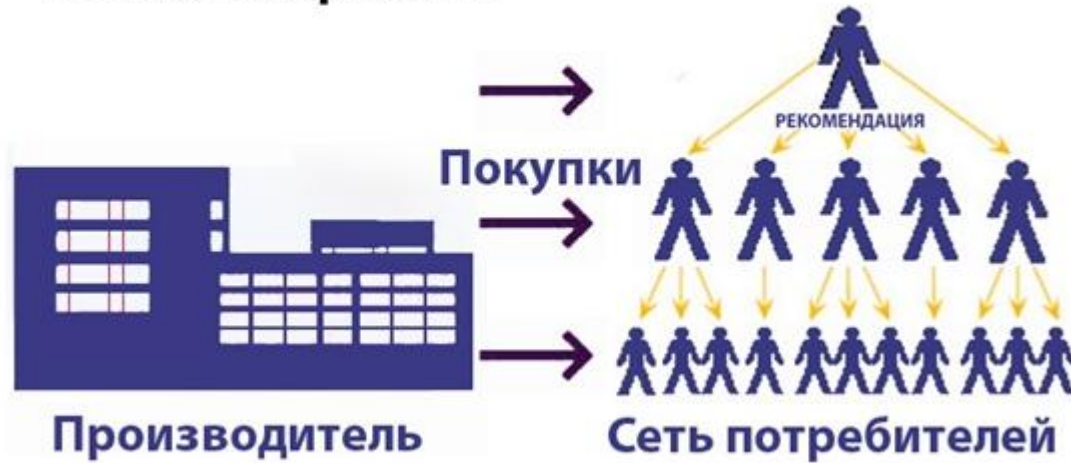 РЕКОМЕНДАЦИЯ
Покупки
Производитель
Сеть потребителей